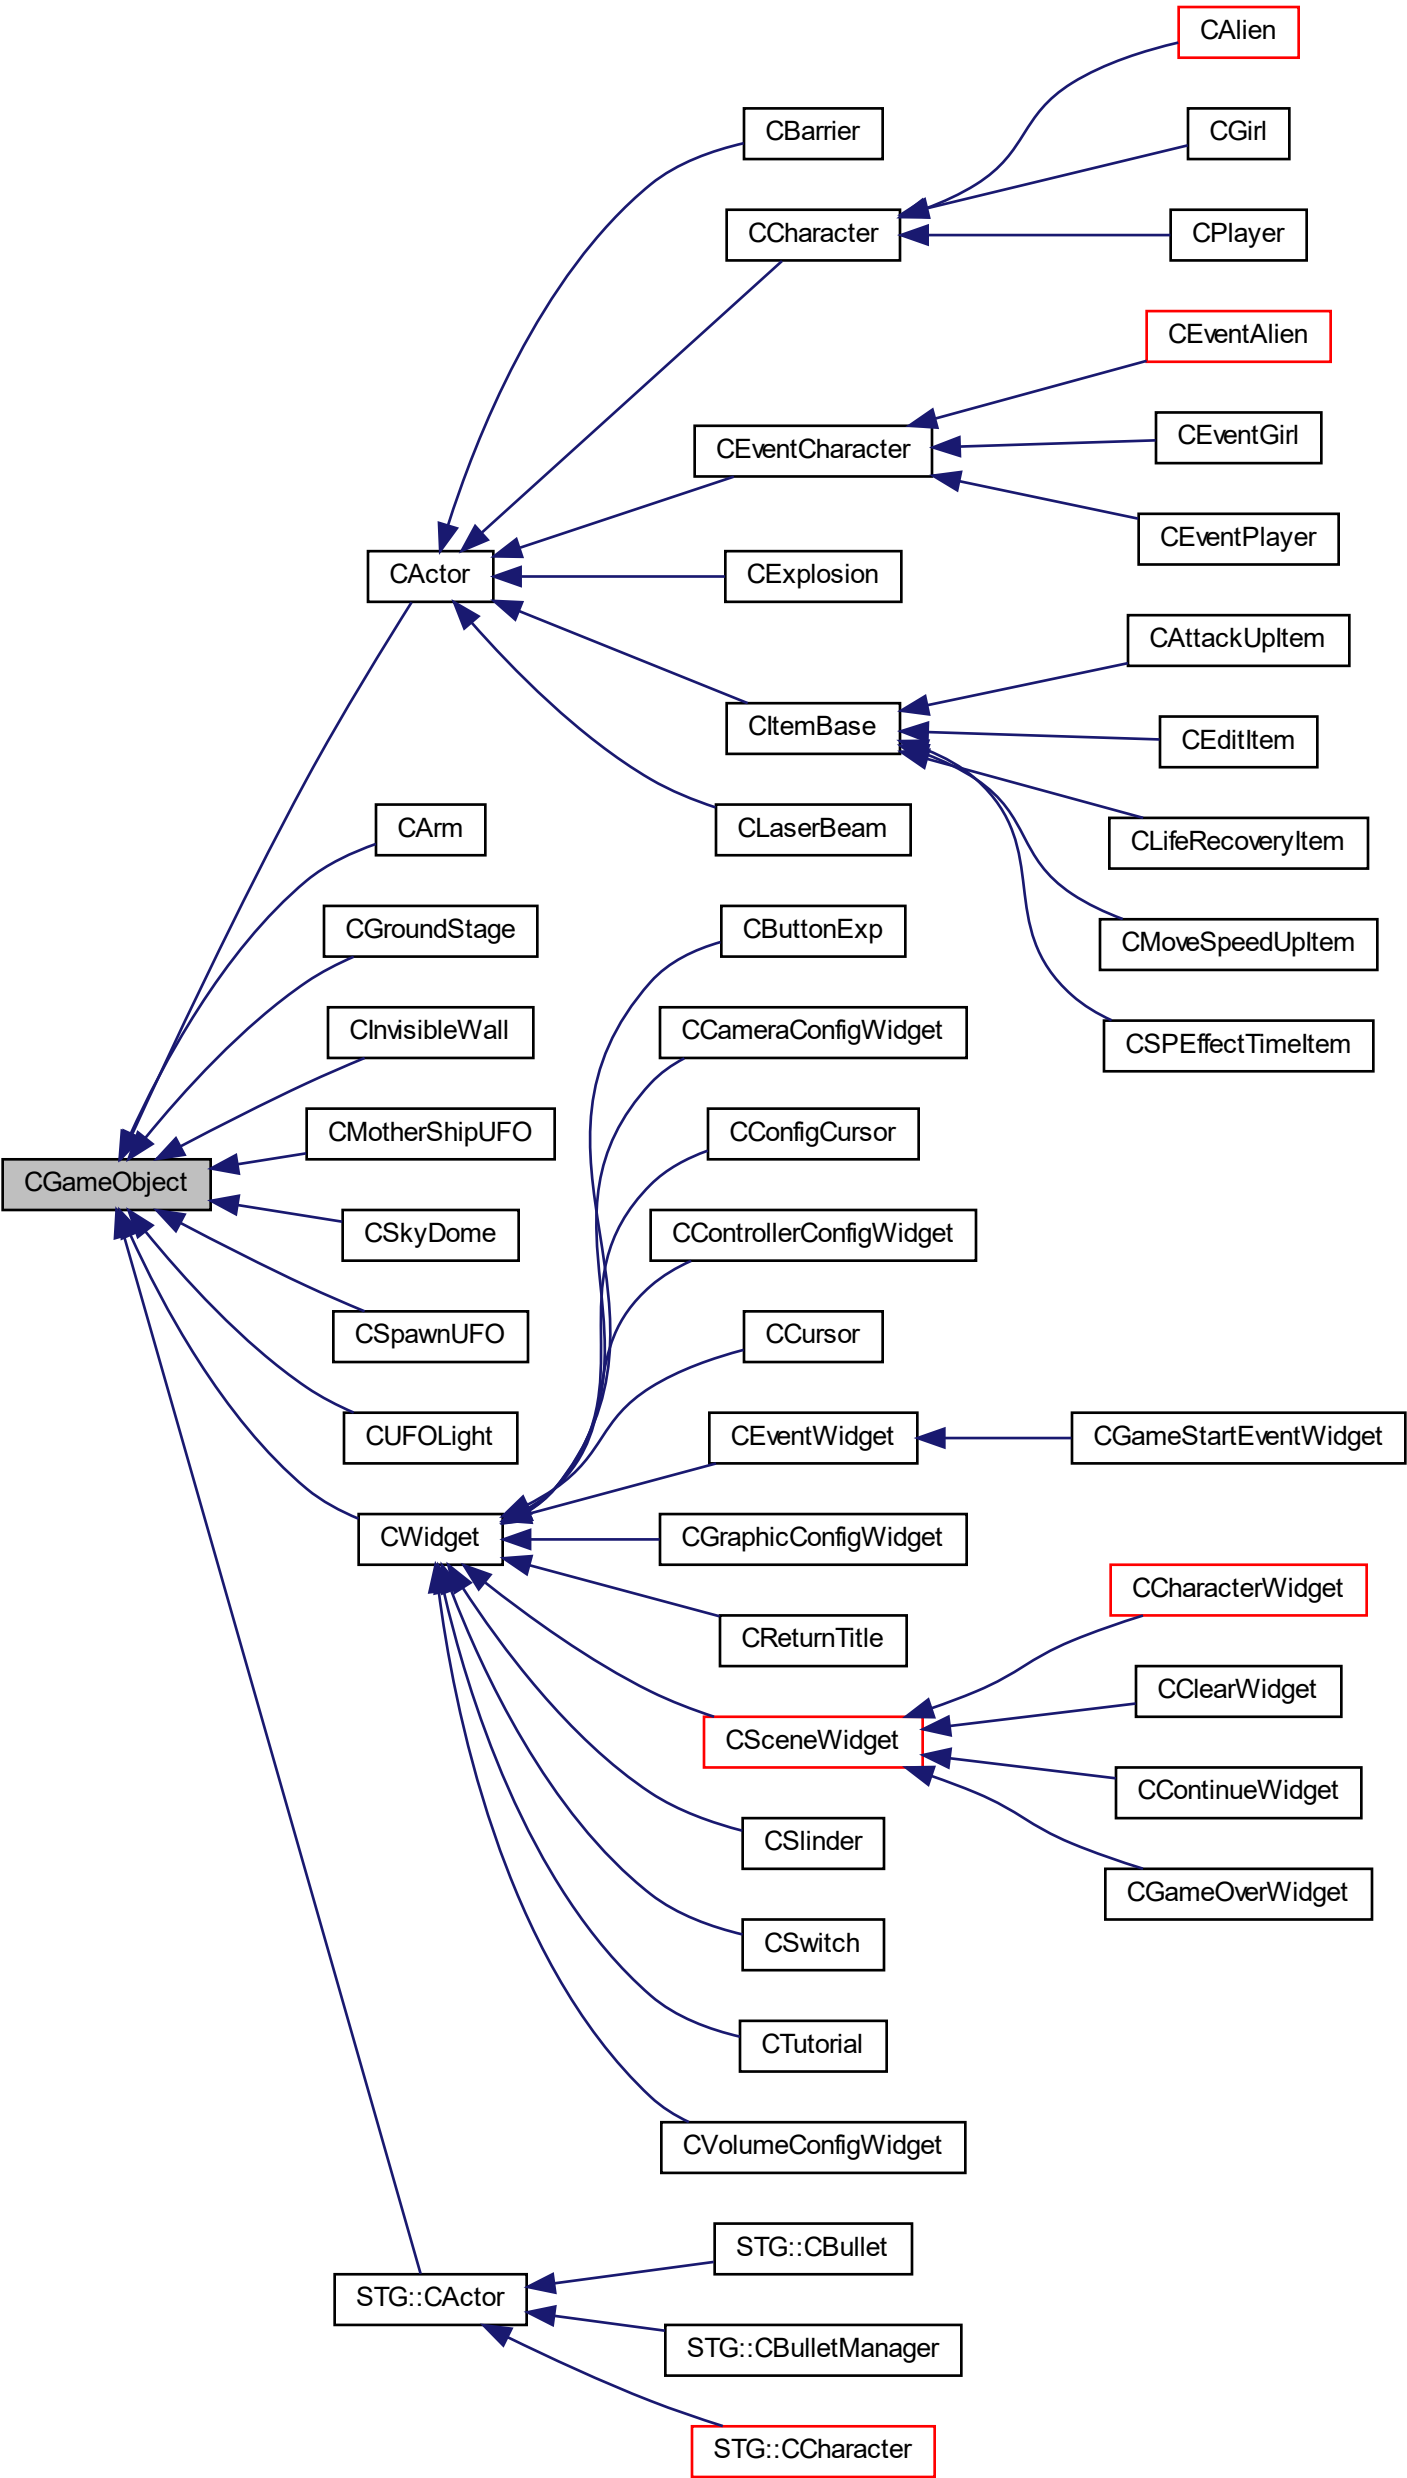 CAlien
CBarrier
CGirl
CCharacter
CPlayer
CEventAlien
CEventCharacter
CEventGirl
CEventPlayer
CActor
CExplosion
CAttackUpItem
CItemBase
CEditItem
CArm
CLaserBeam
CLifeRecoveryItem
CGroundStage
CButtonExp
CMoveSpeedUpItem
CInvisibleWall
CCameraConfigWidget
CSPEffectTimeItem
CMotherShipUFO
CConfigCursor
CGameObject
CSkyDome
CControllerConfigWidget
CSpawnUFO
CCursor
CUFOLight
CEventWidget
CGameStartEventWidget
CWidget
CGraphicConfigWidget
CCharacterWidget
CReturnTitle
CClearWidget
CSceneWidget
CContinueWidget
CSlinder
CGameOverWidget
CSwitch
CTutorial
CVolumeConfigWidget
STG::CBullet
STG::CActor
STG::CBulletManager
STG::CCharacter